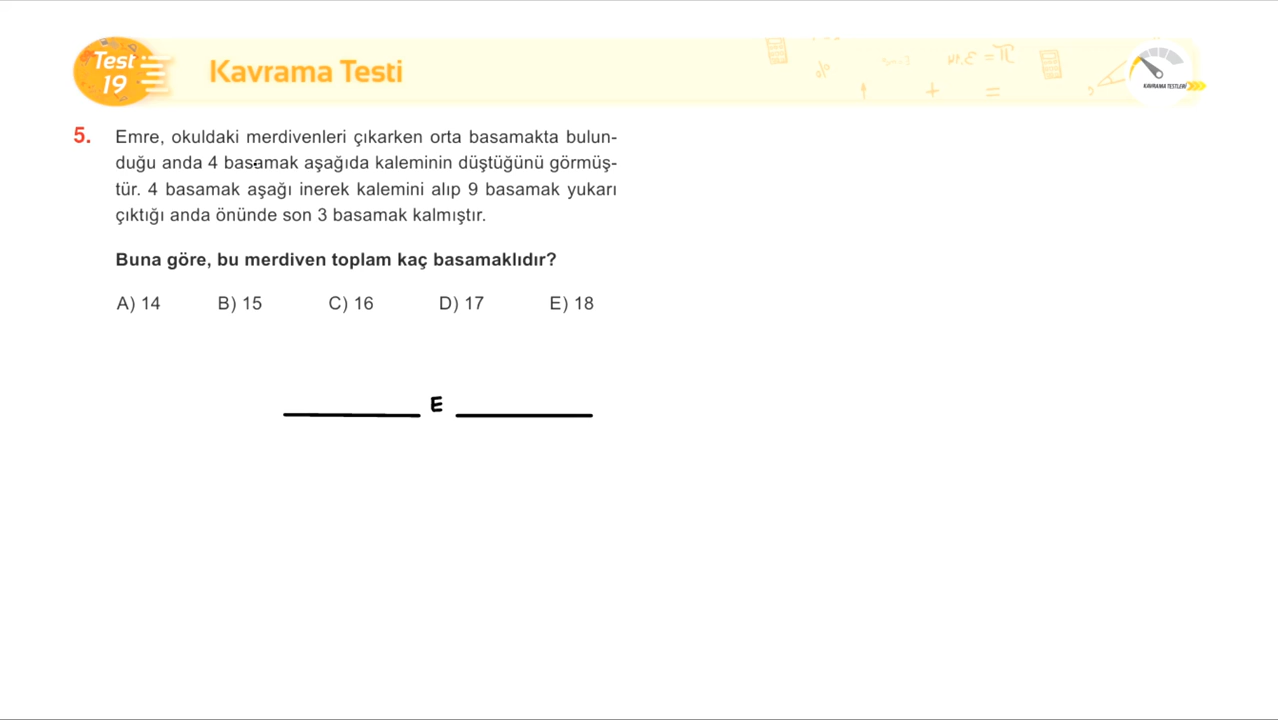 Test
19
Kavrama Testi
KAVRAMA TESTLERİ
5. Emre, okuldaki merdivenleri çıkarken orta basamakta bulun-
duğu anda 4 basamak aşağıda kaleminin düştüğünü görmüş-
tür. 4 basamak aşağı inerek kalemini alıp 9 basamak yukarı
çıktığı anda önünde son 3 basamak kalmıştır.
Buna göre, bu merdiven toplam kaç basamaklıdır?
A) 14 B) 15 C) 16 D) 17 E) 18
E